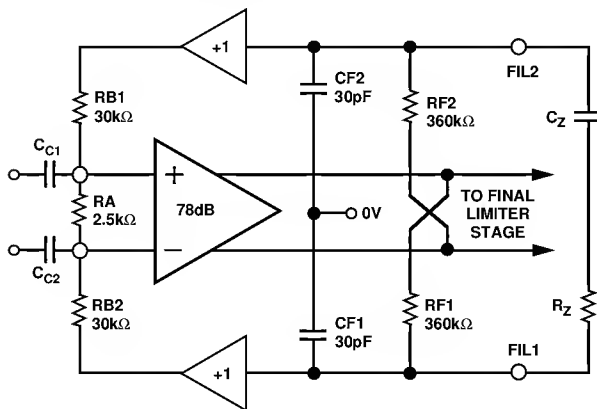 +1
FIL2
RB1
30kΩ
CF2
30pF
RF2
360kΩ
CZ
CC1
+
RA
2.5kΩ
78dB
0V
TO FINAL
LIMITER
STAGE
−
CC2
RB2
30kΩ
CF1
30pF
RF1
360kΩ
RZ
+1
FIL1